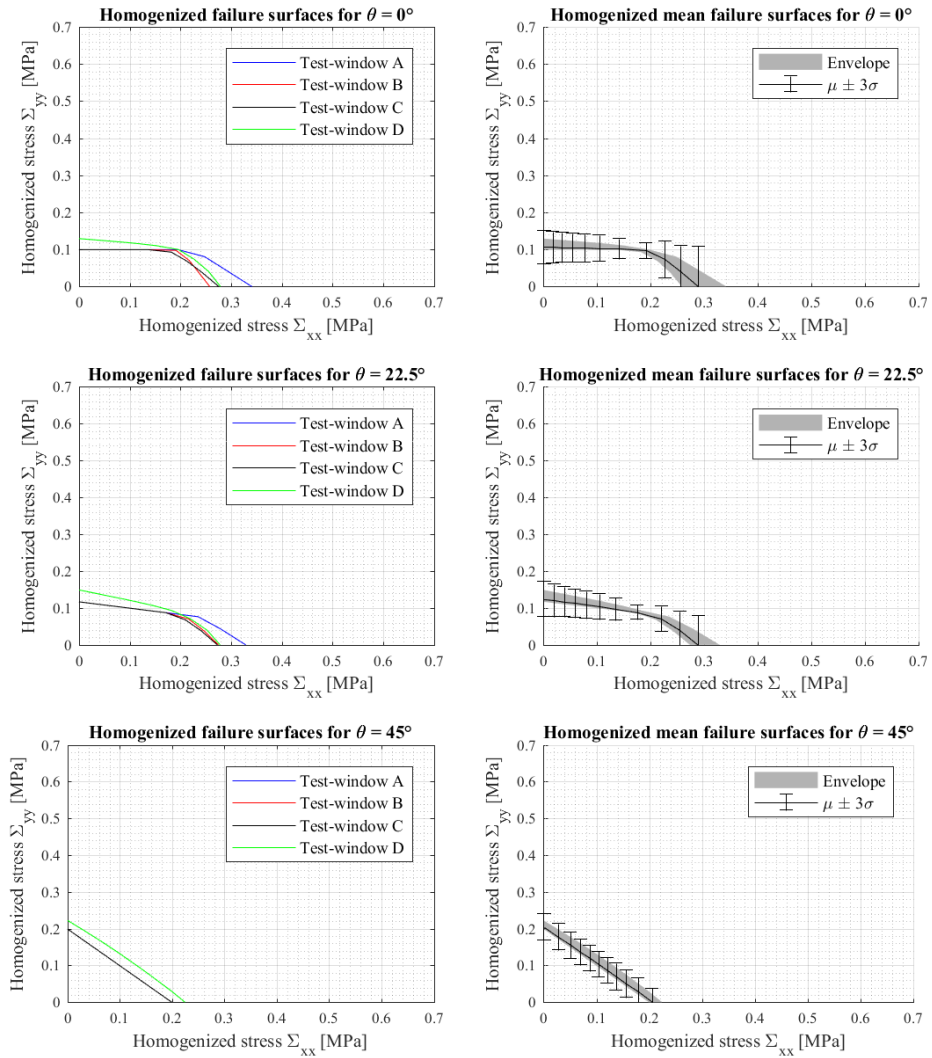 Homogenized failure surfaces for θ = 0°
Homogenized stress Σyy [MPa]
0.7
0.6
0.5
0.4
0.3
0.2
0.1
0
Test-window A
Test-window B
Test-window C
Test-window D
0 0.1 0.2 0.3 0.4 0.5 0.6 0.7
Homogenized stress Σxx [MPa]
Homogenized mean failure surfaces for θ = 0°
Homogenized stress Σyy [MPa]
0.7
0.6
0.5
0.4
0.3
0.2
0.1
0
Envelope
μ ± 3σ
0 0.1 0.2 0.3 0.4 0.5 0.6 0.7
Homogenized stress Σxx [MPa]
Homogenized failure surfaces for θ = 22.5°
Homogenized stress Σyy [MPa]
0.7
0.6
0.5
0.4
0.3
0.2
0.1
0
Test-window A
Test-window B
Test-window C
Test-window D
0 0.1 0.2 0.3 0.4 0.5 0.6 0.7
Homogenized stress Σxx [MPa]
Homogenized mean failure surfaces for θ = 22.5°
Homogenized stress Σyy [MPa]
0.7
0.6
0.5
0.4
0.3
0.2
0.1
0
Envelope
μ ± 3σ
0 0.1 0.2 0.3 0.4 0.5 0.6 0.7
Homogenized stress Σxx [MPa]
Homogenized failure surfaces for θ = 45°
Homogenized stress Σyy [MPa]
0.7
0.6
0.5
0.4
0.3
0.2
0.1
0
Test-window A
Test-window B
Test-window C
Test-window D
0 0.1 0.2 0.3 0.4 0.5 0.6 0.7
Homogenized stress Σxx [MPa]
Homogenized mean failure surfaces for θ = 45°
Homogenized stress Σyy [MPa]
0.7
0.6
0.5
0.4
0.3
0.2
0.1
0
Envelope
μ ± 3σ
0 0.1 0.2 0.3 0.4 0.5 0.6 0.7
Homogenized stress Σxx [MPa]